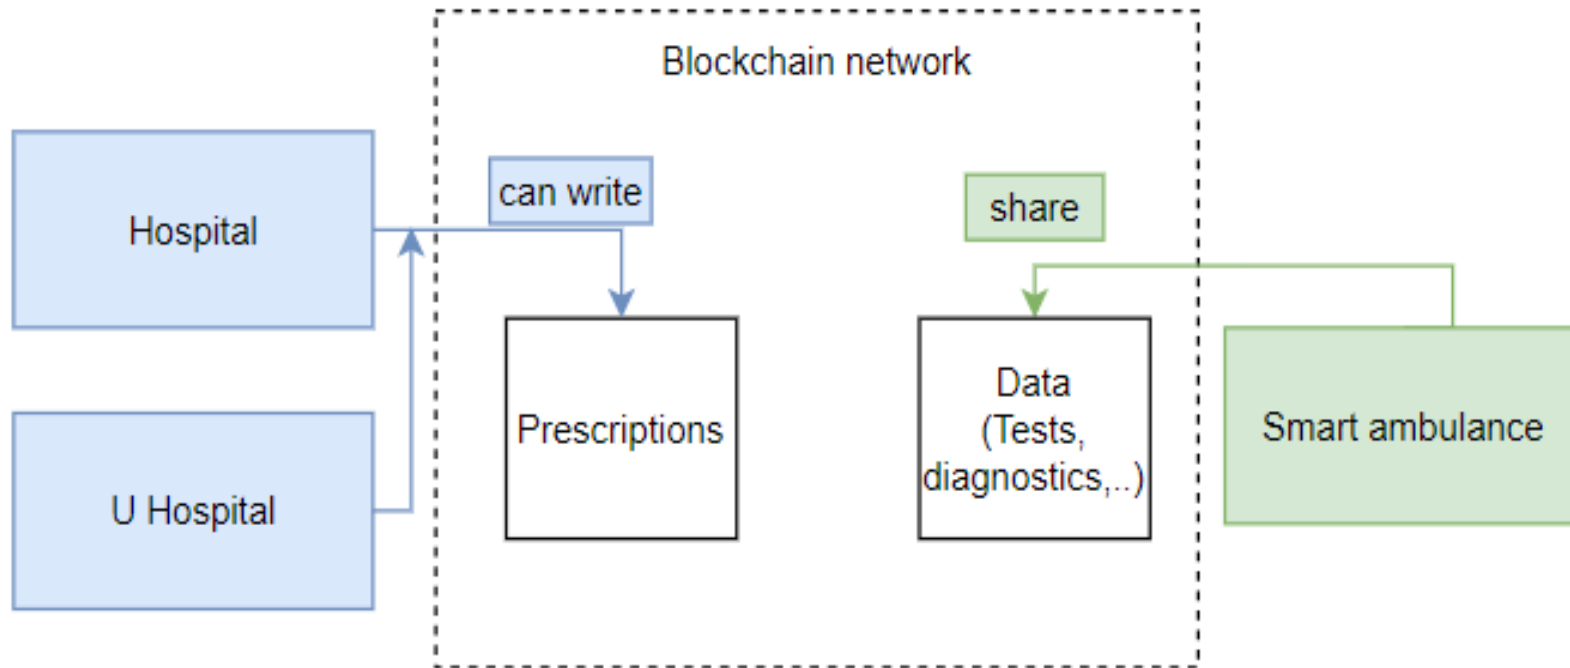 Blockchain network
Hospital
can write
share
Prescriptions
Data
(Tests,
diagnostics,..)
Smart ambulance
U Hospital